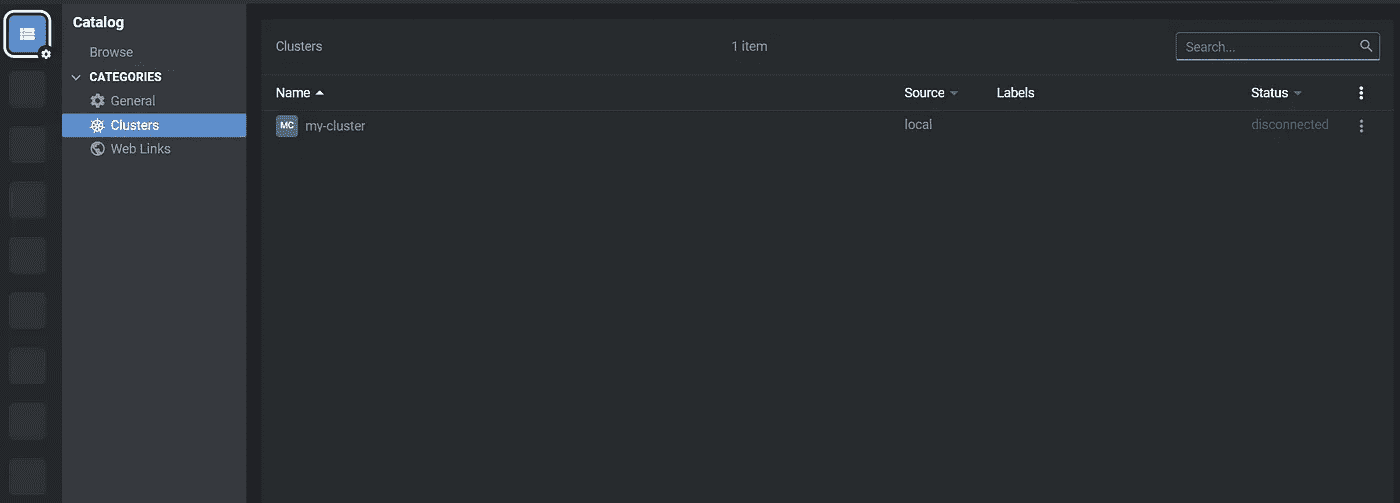 Catalog
Browse
CATEGORIES
General
Clusters
Web Links
Clusters 1 item Search...
Name Source Labels Status
MC my-cluster local disconnected